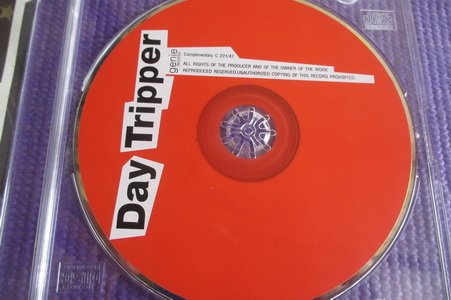 Day Tripper
genie
Complimentary C 221/47
ALL RIGHTS OF THE PRODUCER AND OF THE OWNER OF THE WORK
REPRODUCED RESERVED.UNAUTHORIZED COPYING OF THIS RECORD PROHIBITED.